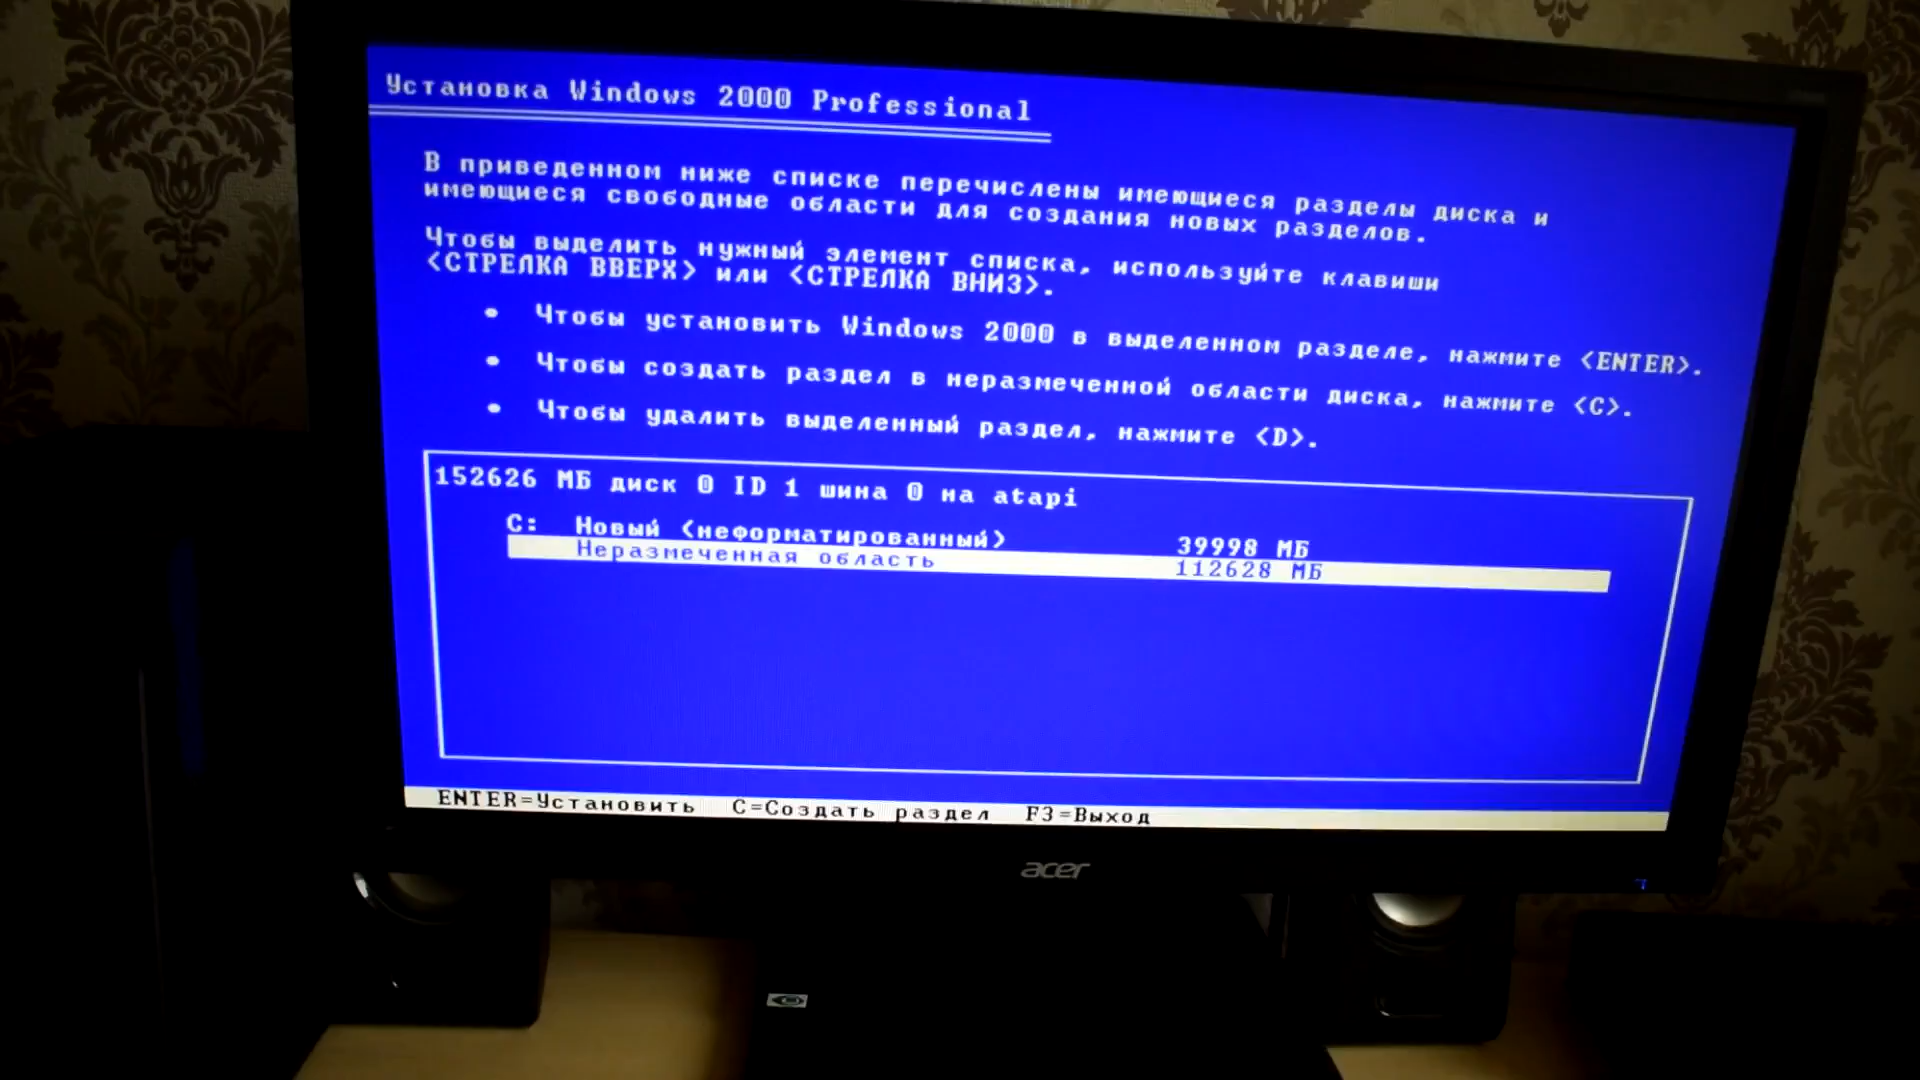 Установка Windows 2000 Professional
В приведенном ниже списке перечислены имеющиеся разделы диска и
имеющиеся свободные области для создания новых разделов.
Чтобы выделить нужный элемент списка, используйте клавиши
<СТРЕЛКА ВВЕРХ> или <СТРЕЛКА ВНИЗ>.
• Чтобы установить Windows 2000 в выделенном разделе, нажмите <ENTER>.
• Чтобы создать раздел в неразмеченной области диска, нажмите <C>.
• Чтобы удалить выделенный раздел, нажмите <D>.
152626 МБ диск 0 ID 1 шина 0 на atapi
C: Новый (неформатированный) 39998 МБ
Неразмеченная область 112628 МБ
ENTER=Установить C=Создать раздел F3=Выход
acer